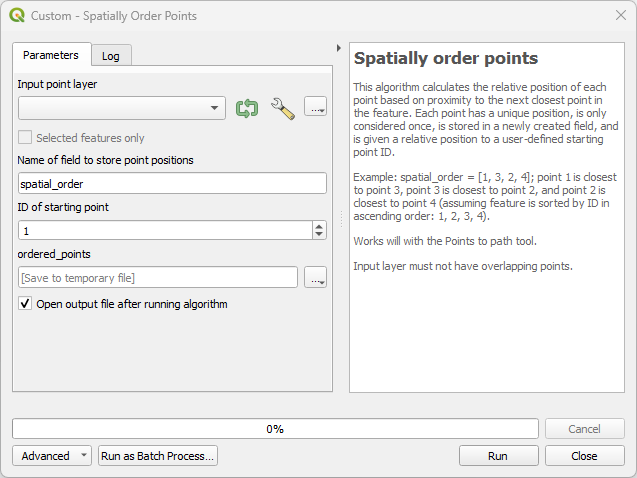 Custom - Spatially Order Points
Parameters
Log
Input point layer
...
Selected features only
Name of field to store point positions
spatial_order
ID of starting point
1
ordered_points
[Save to temporary file]
...
Open output file after running algorithm
Spatially order points
This algorithm calculates the relative position of each
point based on proximity to the next closest point in
the feature. Each point has a unique position, is only
considered once, is stored in a newly created field, and
is given a relative position to a user-defined starting
point ID.
Example: spatial_order = [1, 3, 2, 4]; point 1 is closest
to point 3, point 3 is closest to point 2, and point 2 is
closest to point 4 (assuming feature is sorted by ID in
ascending order: 1, 2, 3, 4).
Works will with the Points to path tool.
Input layer must not have overlapping points.
0%
Cancel
Advanced
Run as Batch Process...
Run
Close